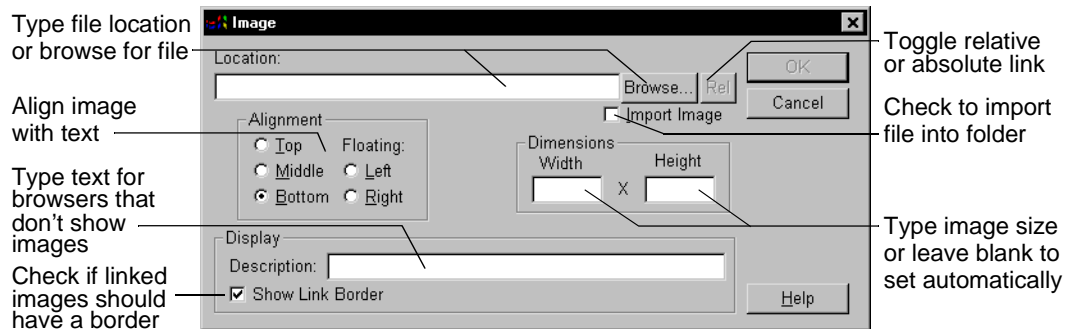 Type file location
or browse for file
Align image
with text
Type text for
browsers that
don't show
images
Check if linked
images should
have a border
Image
Location:
Browse...
Rel
Import Image
OK
Cancel
Alignment
Top
Floating:
Middle
Left
Bottom
Right
Dimensions
Width
Height
X
Display
Description:
Show Link Border
Help
Toggle relative
or absolute link
Check to import
file into folder
Type image size
or leave blank to
set automatically